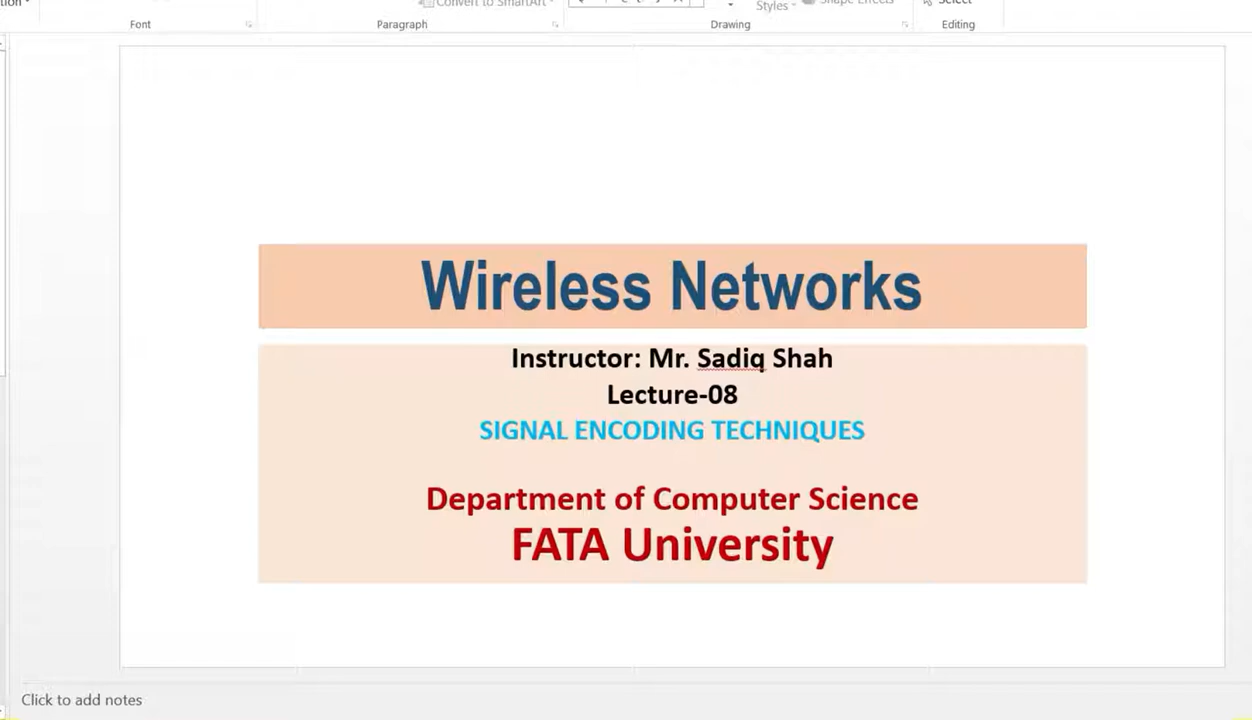 Convert to SmartArt
Styles
Shape Effects
Select
Font
Paragraph
Drawing
Editing
Wireless Networks
Instructor: Mr. Sadiq Shah
Lecture-08
SIGNAL ENCODING TECHNIQUES
Department of Computer Science
FATA University
Click to add notes